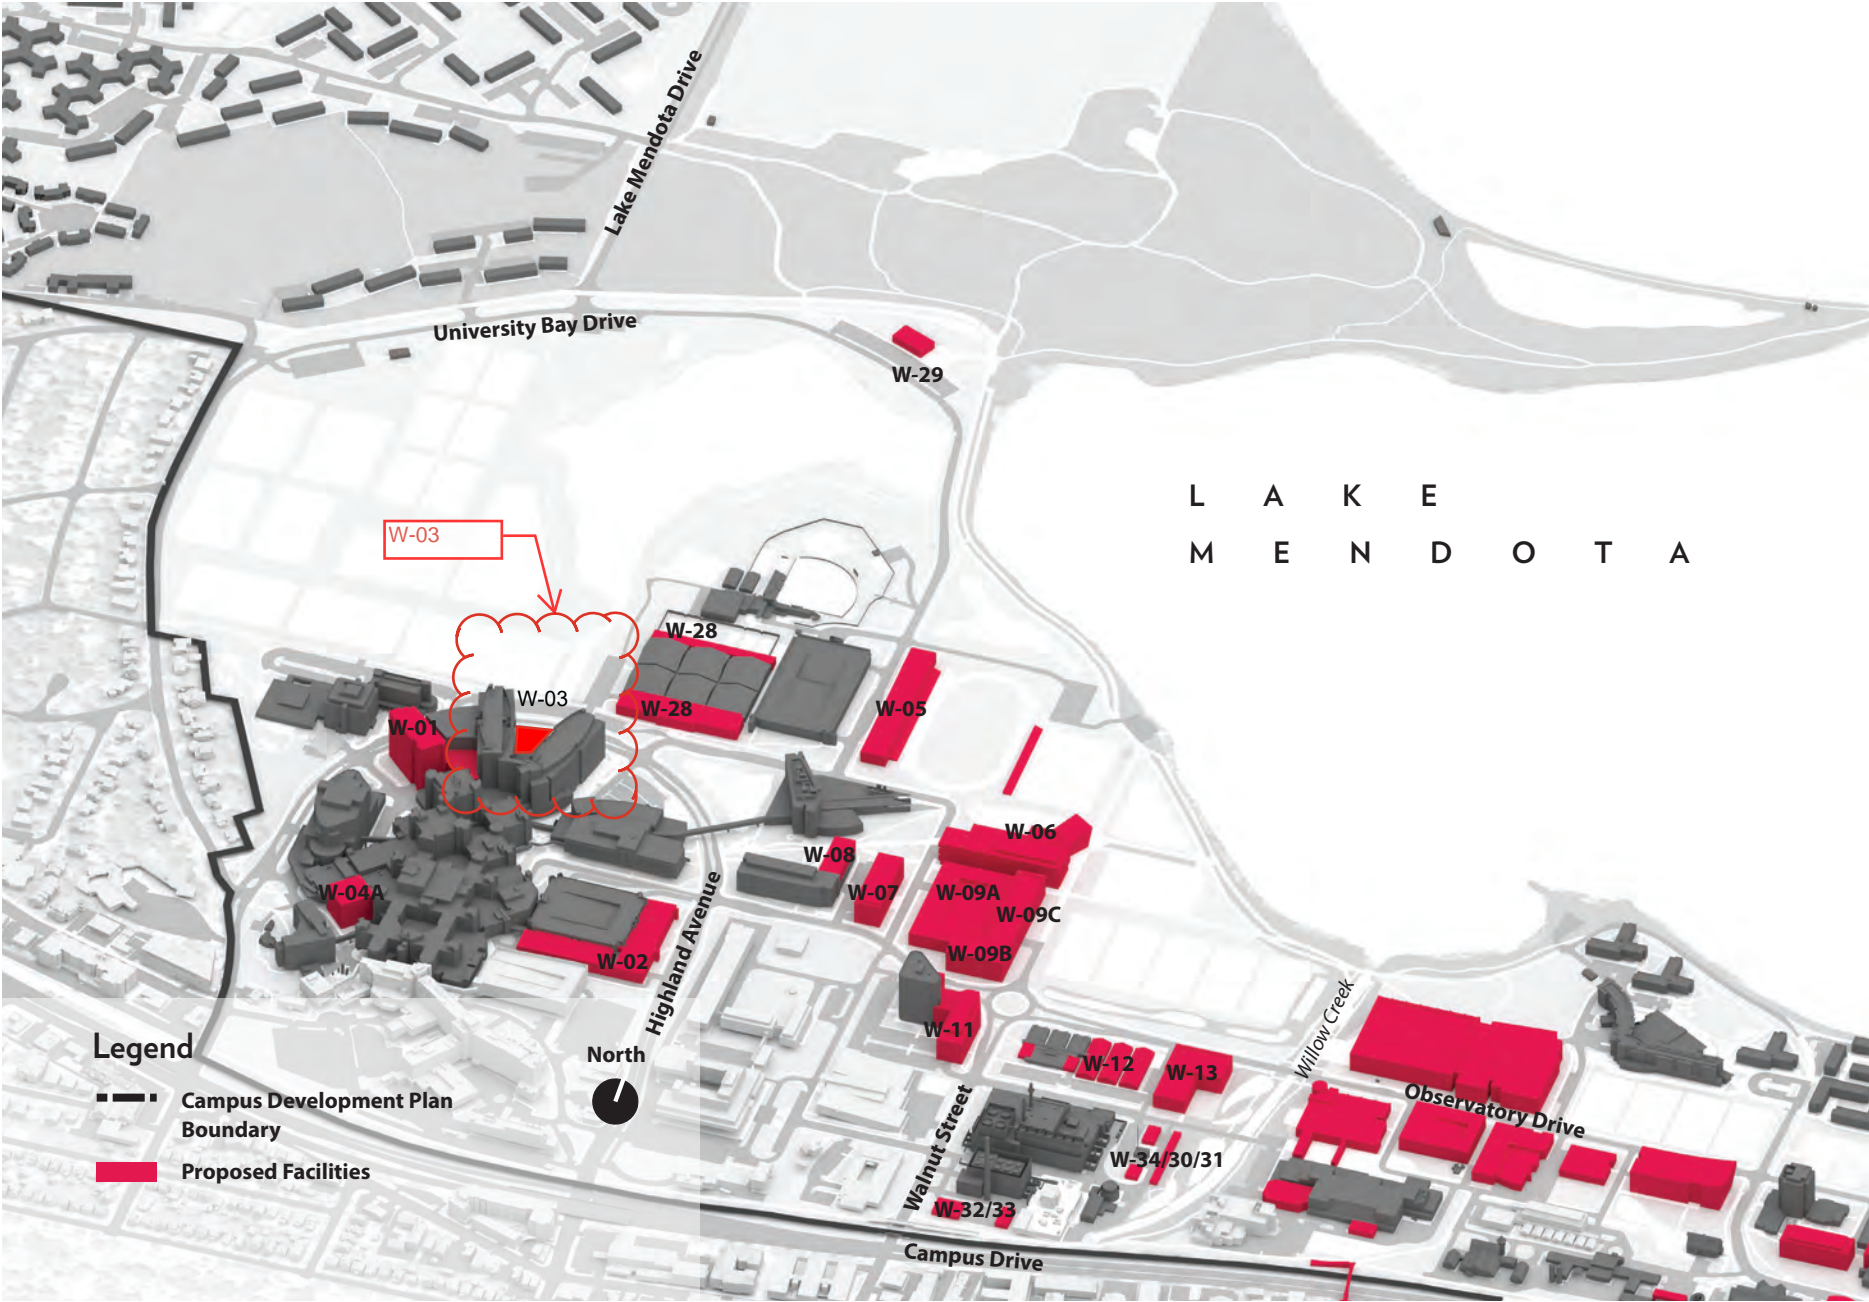 Lake Mendota Drive
University Bay Drive
W-29
L A K E
M E N D O T A
W-03
W-28
W-03
W-28
W-05
W-01
W-06
W-08
W-04A
W-07
W-09A
W-09C
W-02
W-09B
Highland Avenue
Willow Creek
W-11
Legend
North
W-12
W-13
Campus Development Plan
Boundary
Observatory Drive
Walnut Street
W-34/30/31
Proposed Facilities
W-32/33
Campus Drive